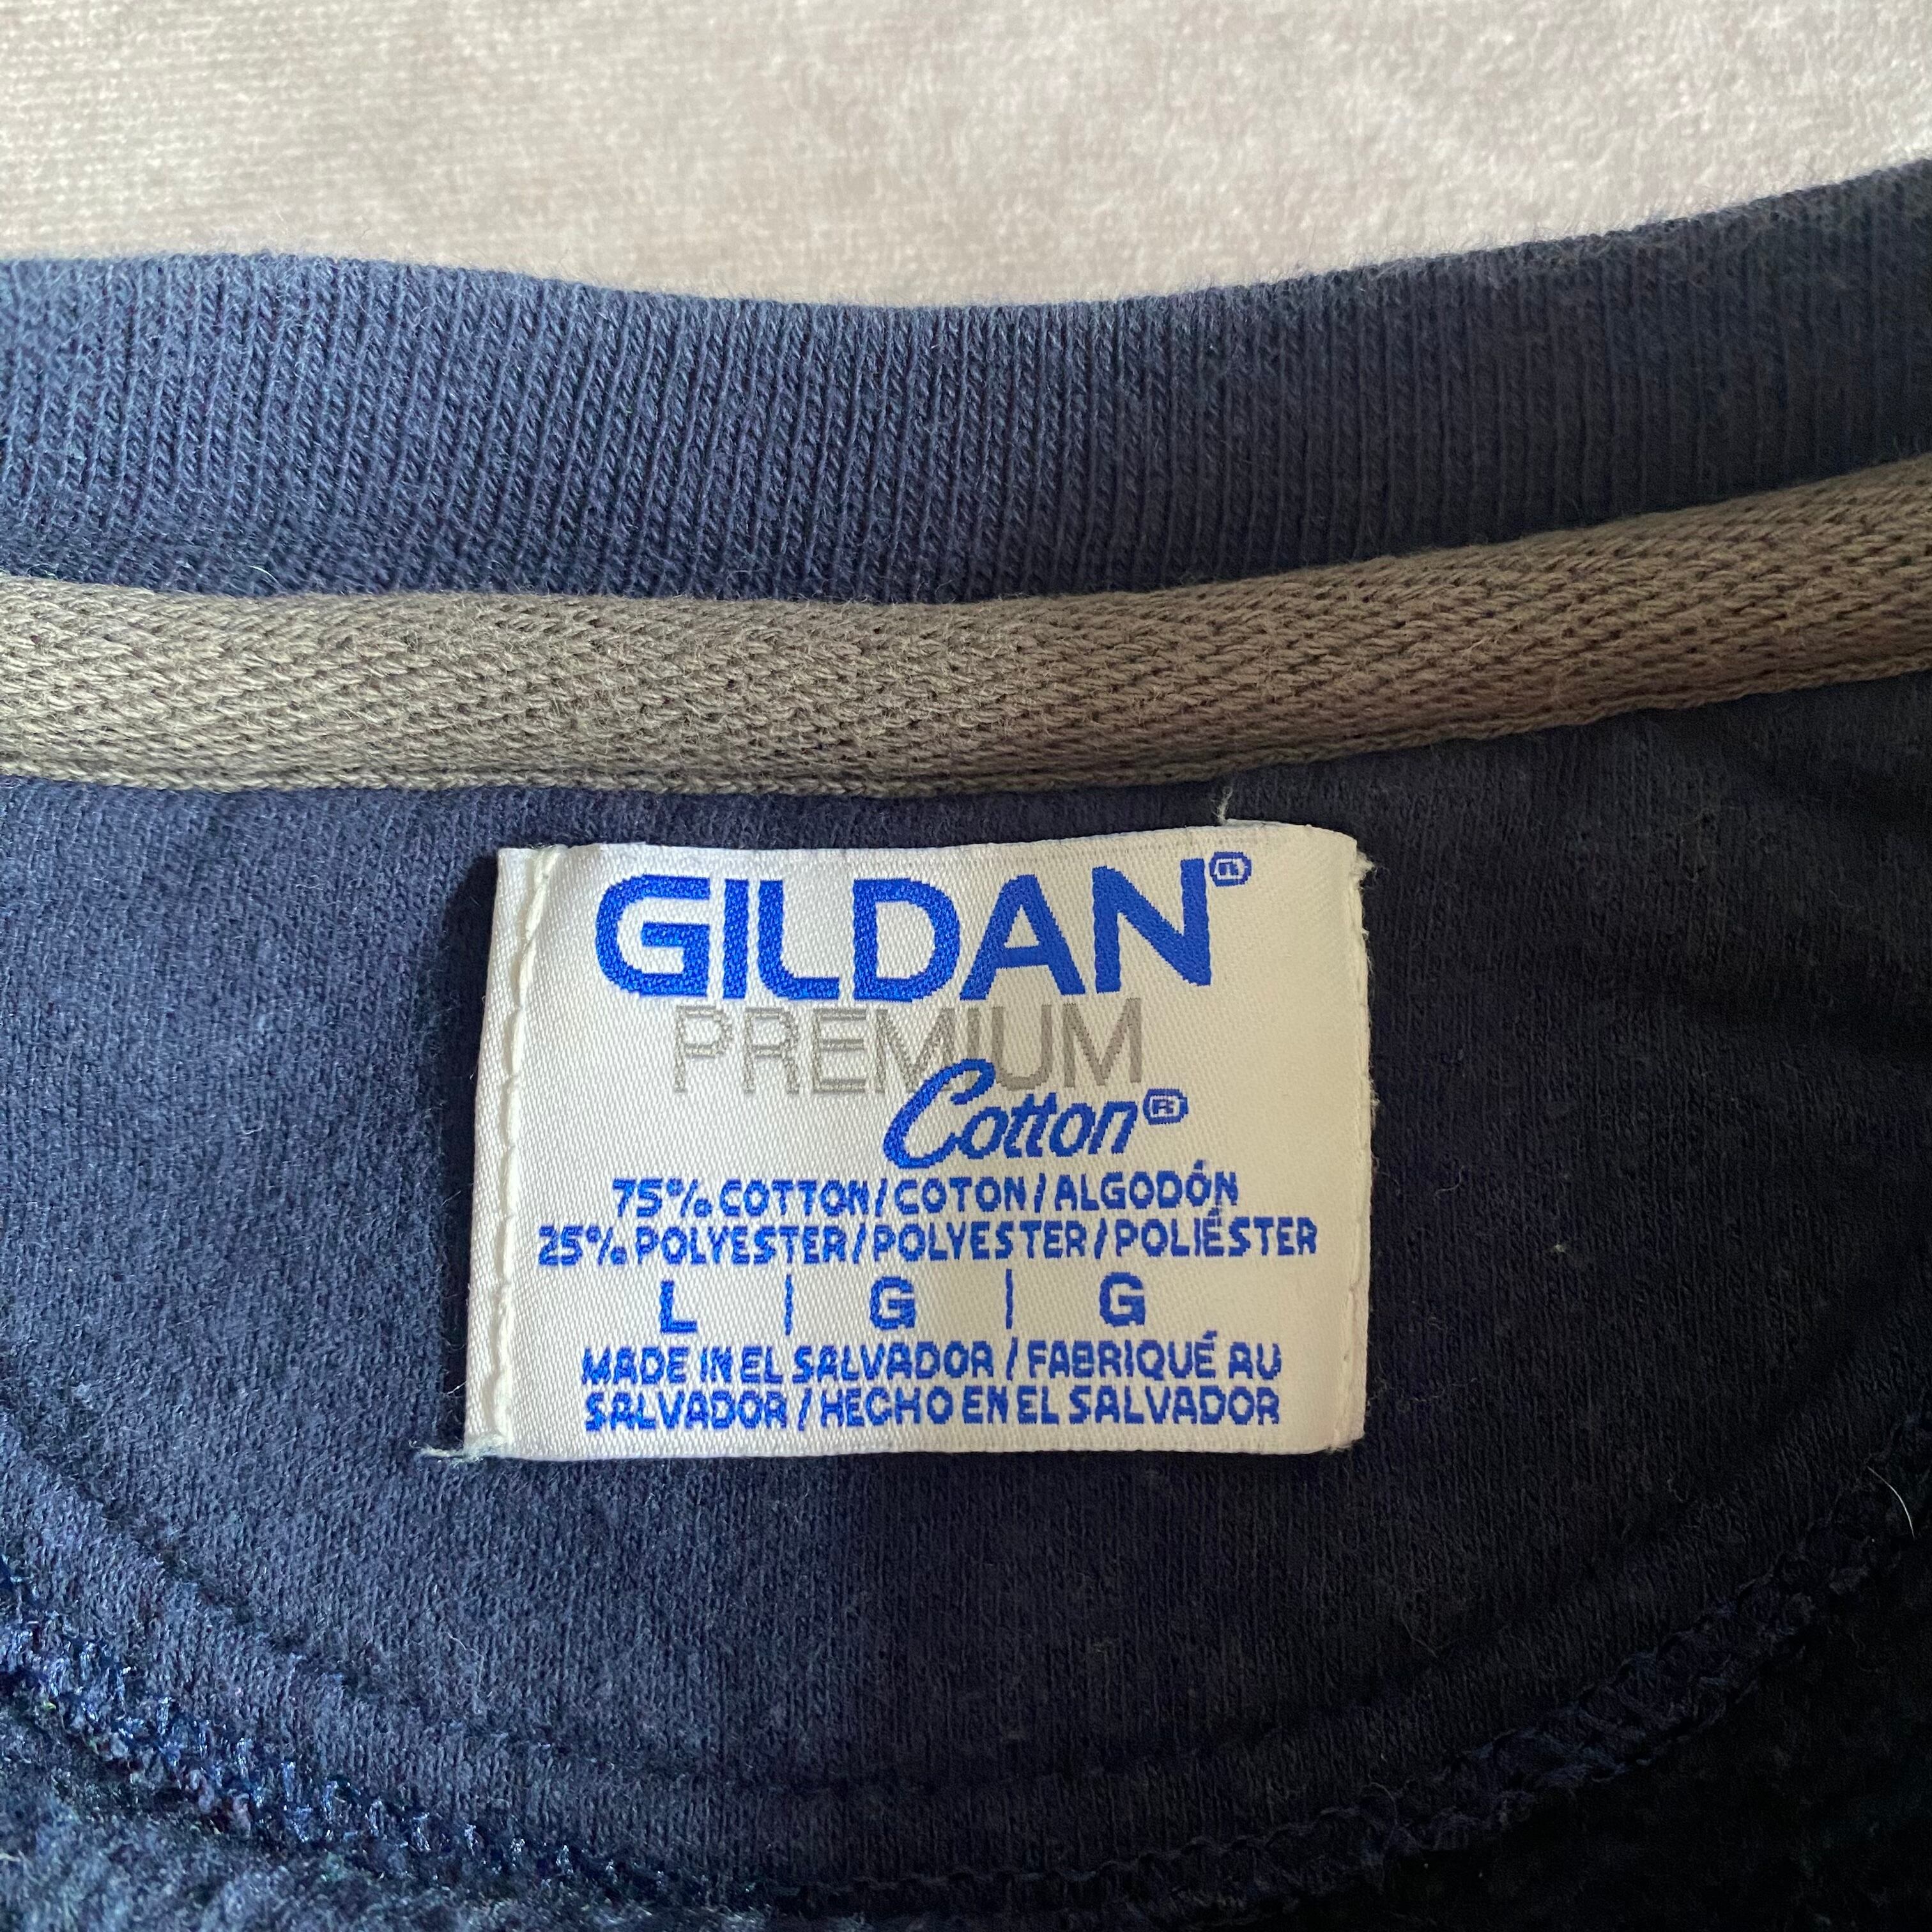 GILDAN®
PREMIUM
Cotton®
75% COTTON/COTON/ALGODÓN
25% POLYESTER/POLYESTER/POLIÉSTER
L | G | G
MADE IN EL SALVADOR/FABRIQUÉ AU
SALVADOR/HECHO EN EL SALVADOR